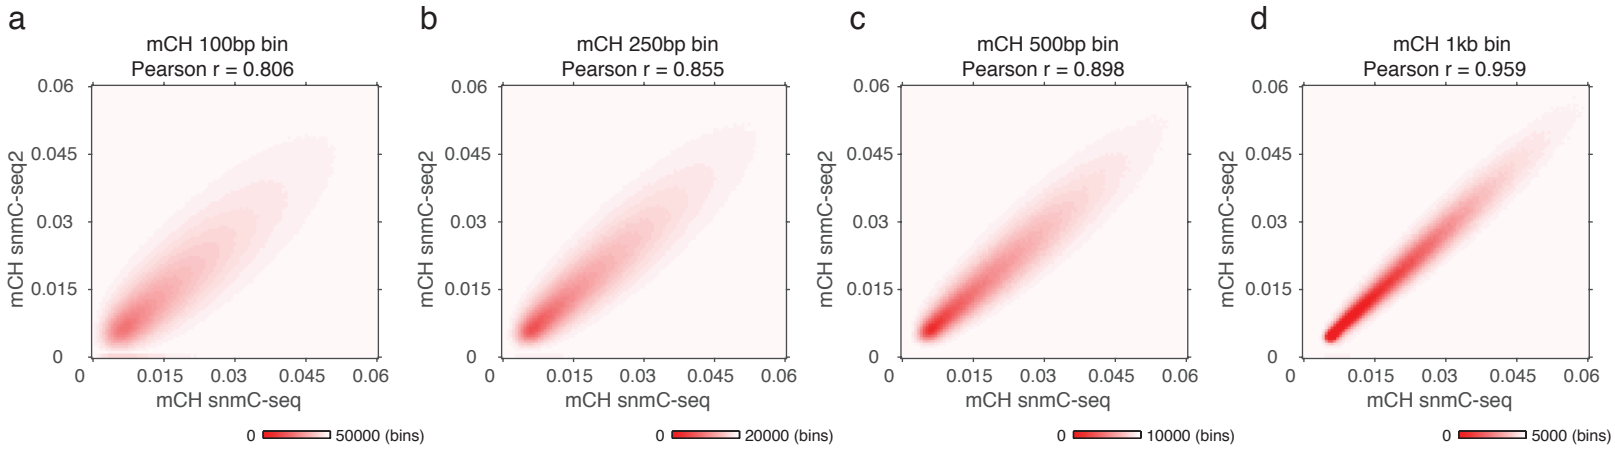 a
mCH 100bp bin
Pearson r = 0.806
mCH snmC-seq2
0.06
0.045
0.03
0.015
0
0 0.015 0.03 0.045 0.06
mCH snmC-seq
0 50000 (bins)
b
mCH 250bp bin
Pearson r = 0.855
mCH snmC-seq2
0.06
0.045
0.03
0.015
0
0 0.015 0.03 0.045 0.06
mCH snmC-seq
0 20000 (bins)
c
mCH 500bp bin
Pearson r = 0.898
mCH snmC-seq2
0.06
0.045
0.03
0.015
0
0 0.015 0.03 0.045 0.06
mCH snmC-seq
0 10000 (bins)
d
mCH 1kb bin
Pearson r = 0.959
mCH snmC-seq2
0.06
0.045
0.03
0.015
0
0 0.015 0.03 0.045 0.06
mCH snmC-seq
0 5000 (bins)